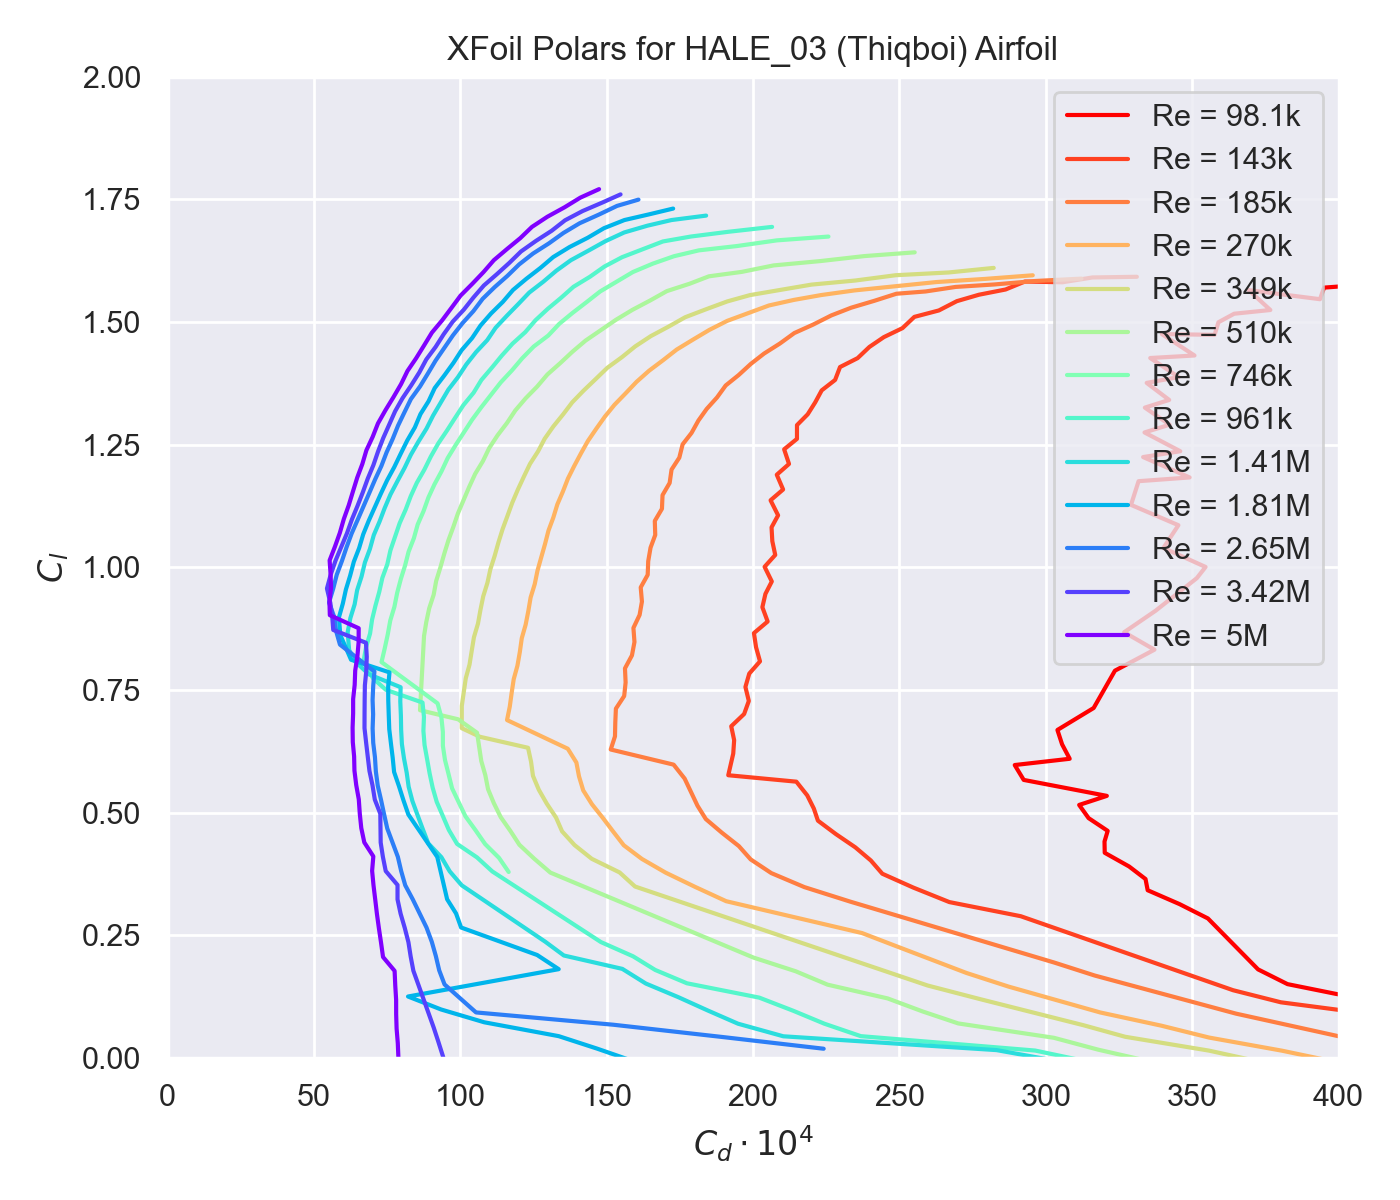 XFoil Polars for HALE_03 (Thiqboi) Airfoil
2.00
1.75
1.50
1.25
1.00
0.75
0.50
0.25
0.00
C_l
Re = 98.1k
Re = 143k
Re = 185k
Re = 270k
Re = 349k
Re = 510k
Re = 746k
Re = 961k
Re = 1.41M
Re = 1.81M
Re = 2.65M
Re = 3.42M
Re = 5M
0 50 100 150 200 250 300 350 400
C_d · 10^4